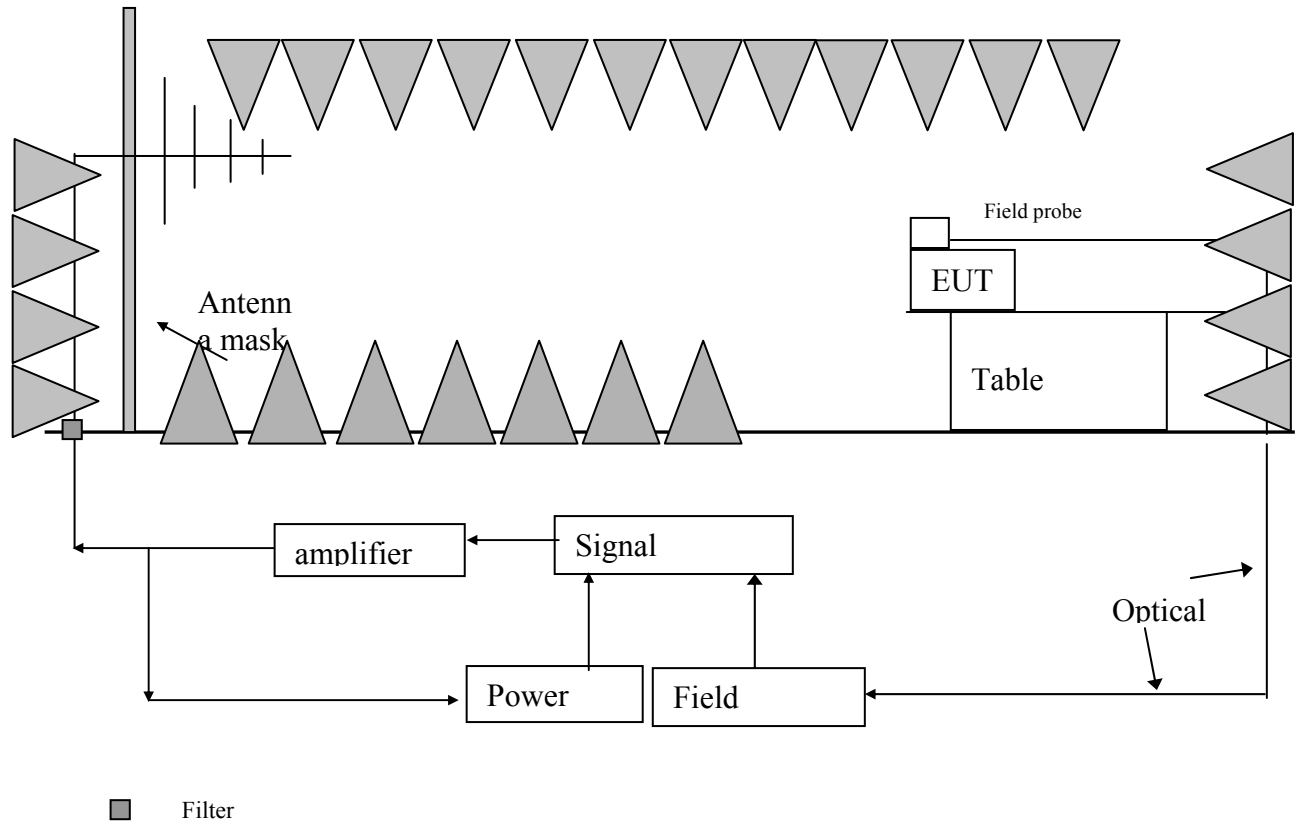 Field probe
EUT
Antenn
a mask
Table
amplifier
Signal
Optical
Power
Field
Filter